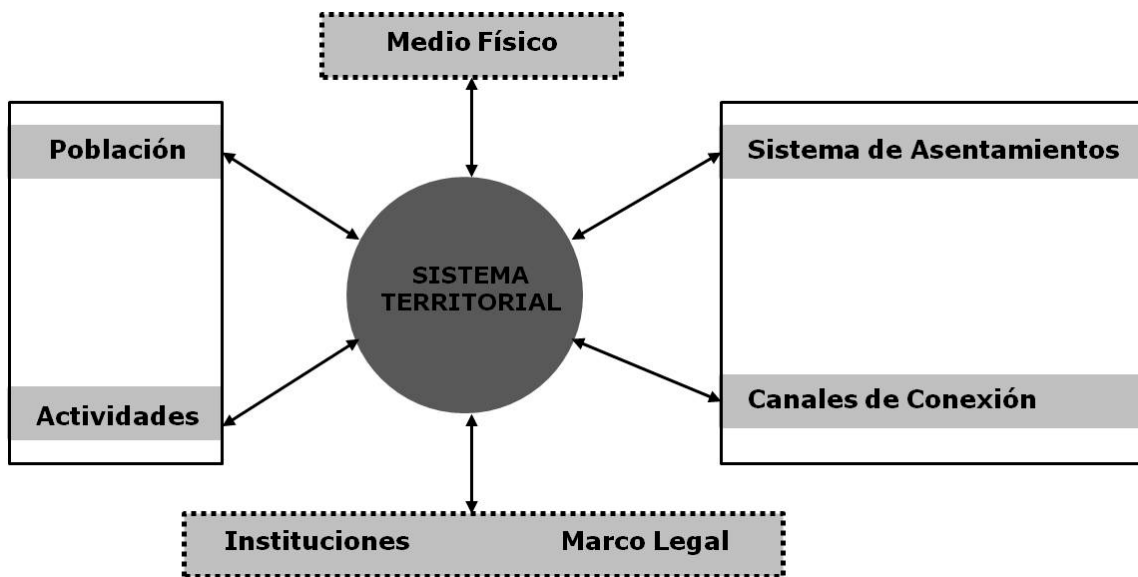 Medio Físico
Población
Sistema de Asentamientos
SISTEMA
TERRITORIAL
Actividades
Canales de Conexión
Instituciones Marco Legal